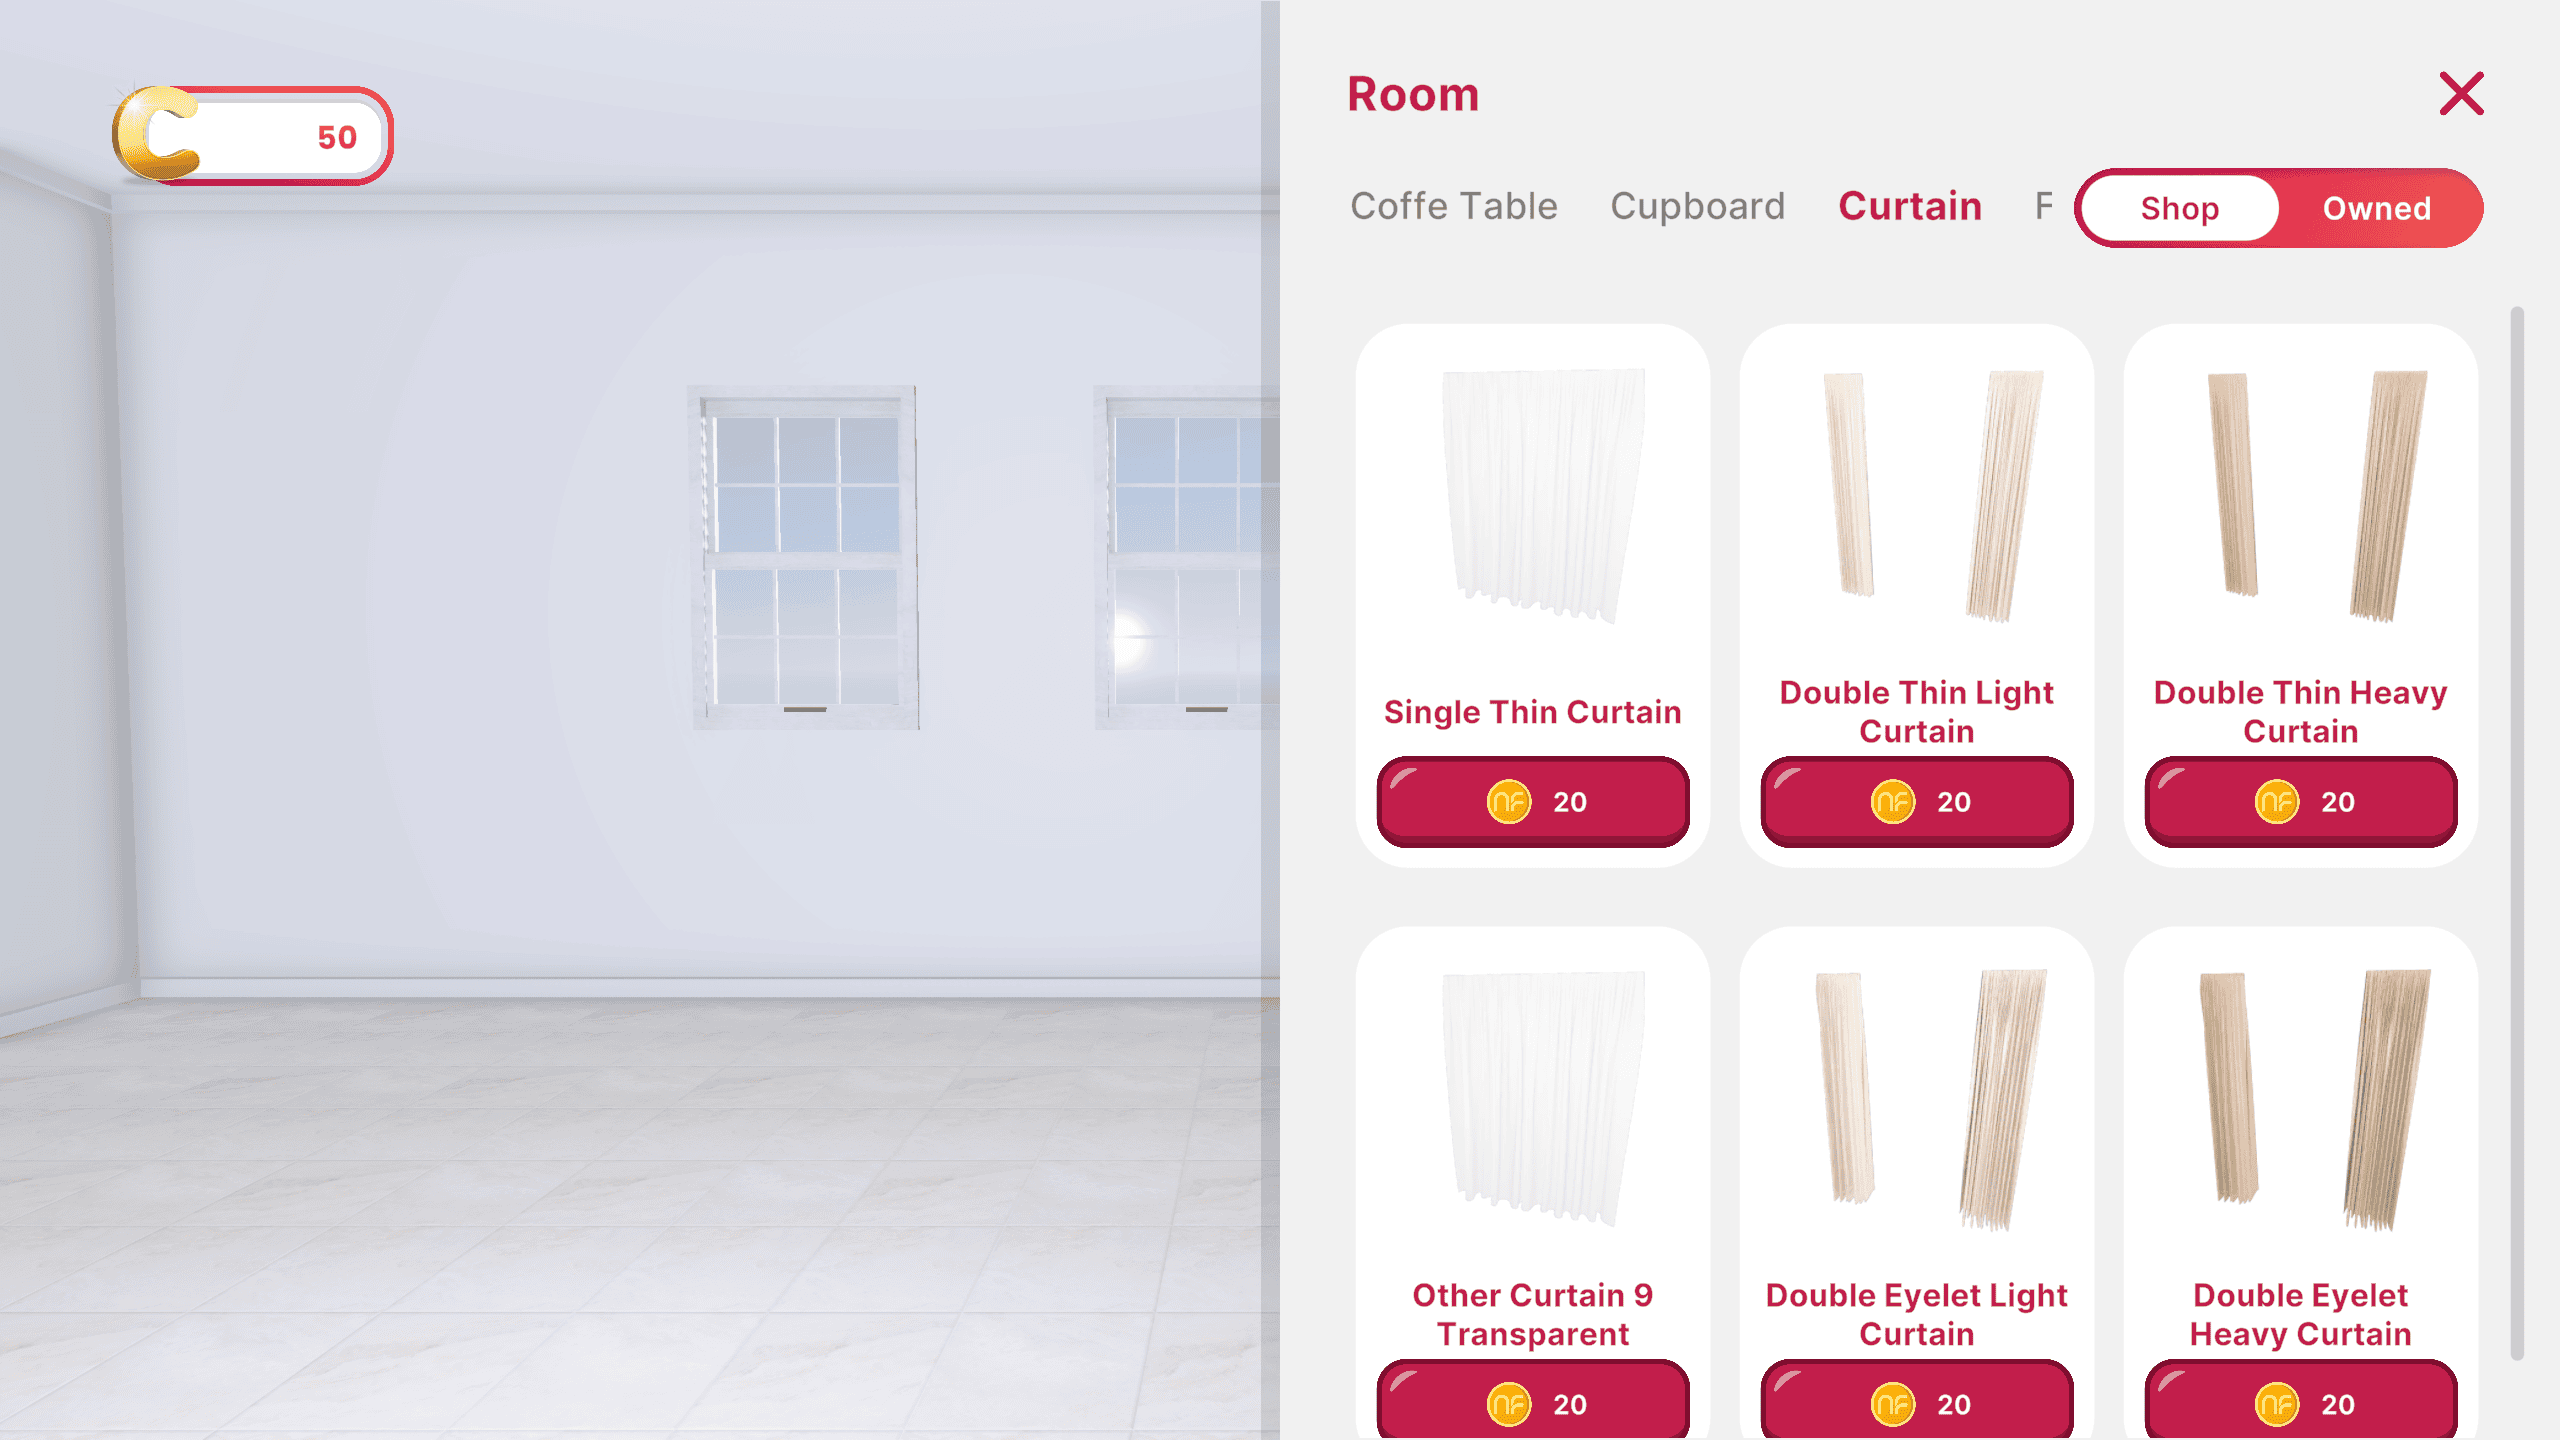 50
Room
Coffe Table Cupboard Curtain F
Shop Owned
Single Thin Curtain
20
Double Thin Light
Curtain
20
Double Thin Heavy
Curtain
20
Other Curtain 9
Transparent
20
Double Eyelet Light
Curtain
20
Double Eyelet
Heavy Curtain
20